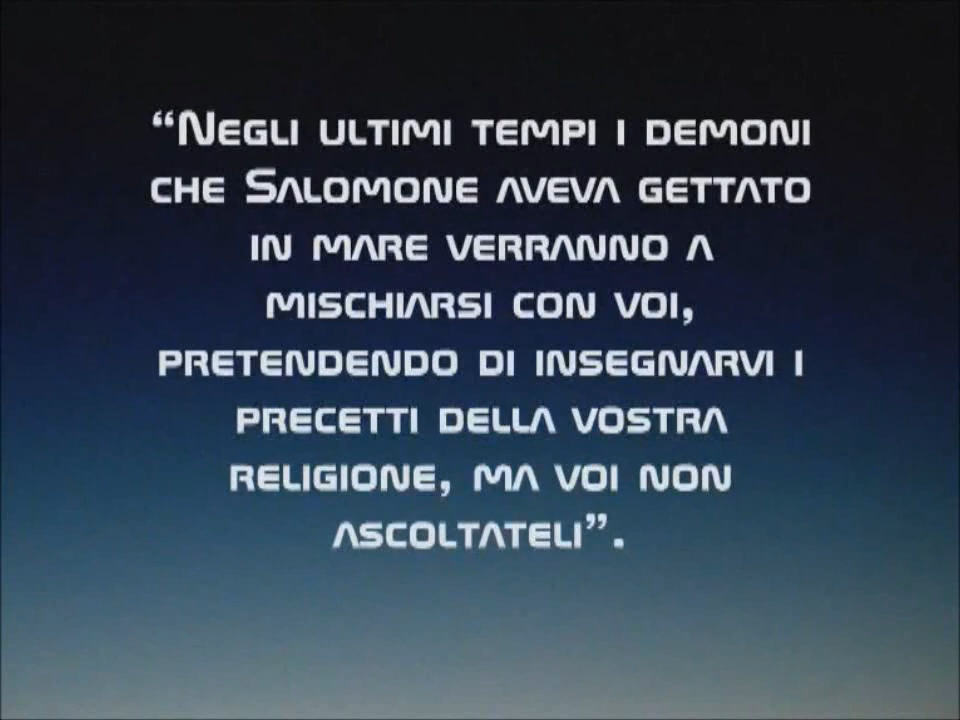 “Negli ultimi tempi i demoni
che Salomone aveva gettato
in mare verranno a
mischiarsi con voi,
pretendendo di insegnarvi i
precetti della vostra
religione, ma voi non
ascoltateli”.